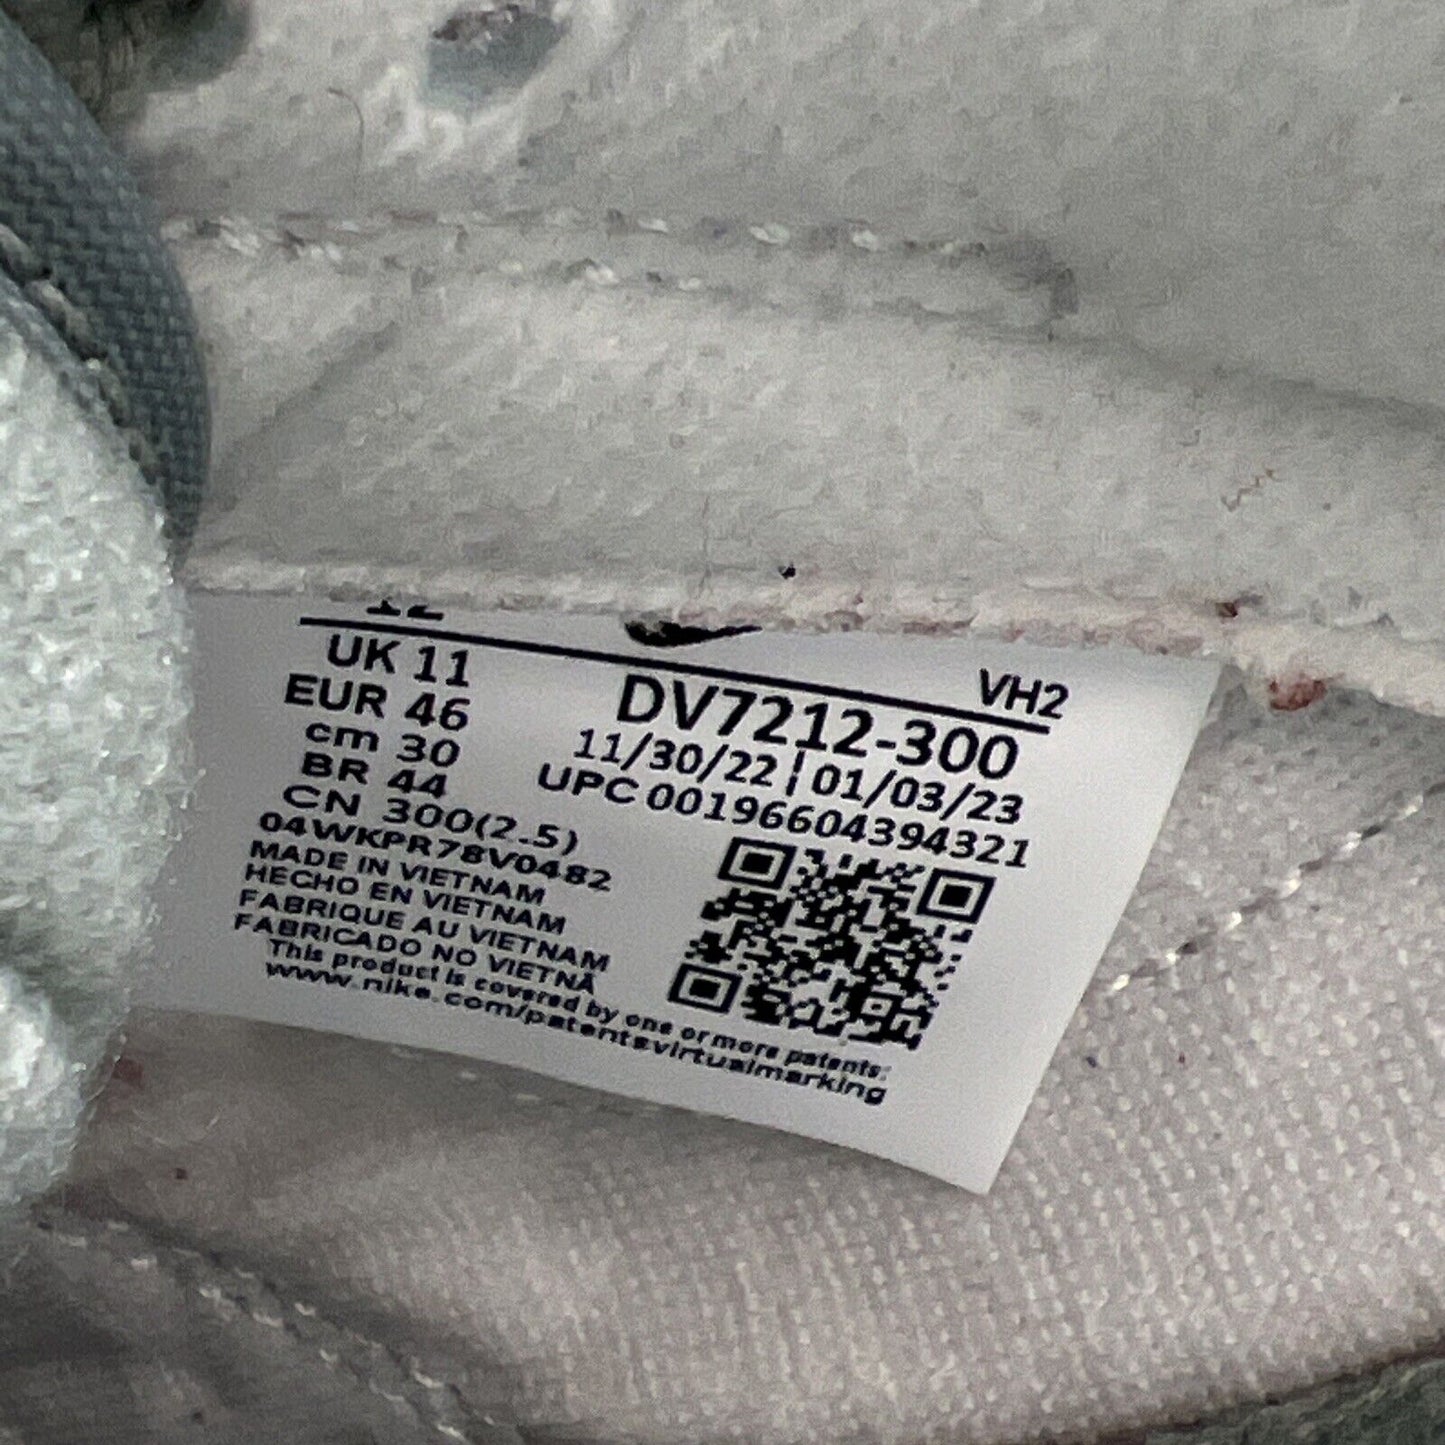 12
VH2
UK 11
EUR 46
cm 30
BR 44
CN 300(2.5)
DV7212-300
11/30/22 | 01/03/23
UPC 00196604394321
04WKPR78V0482
MADE IN VIETNAM
HECHO EN VIETNAM
FABRIQUE AU VIETNAM
FABRICADO NO VIETNÃ
This product is covered by one or more patents:
www.nike.com/patentsvirtualmarking